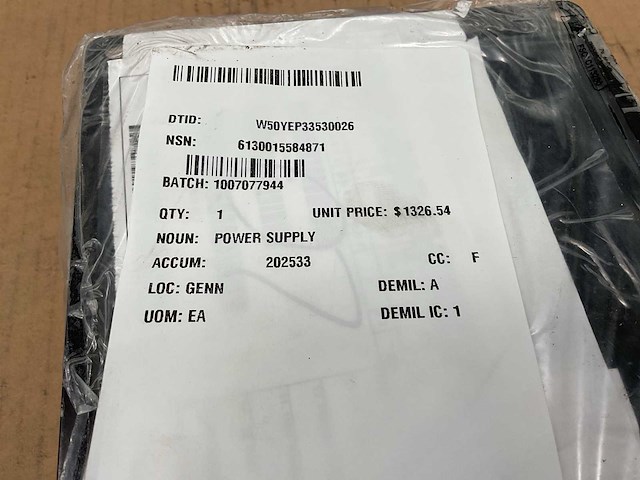 DTID: W50YEP33530026
NSN: 6130015584871
BATCH: 1007077944
QTY: 1 UNIT PRICE: $1326.54
NOUN: POWER SUPPLY
ACCUM: 202533 CC: F
LOC: GENN DEMIL: A
UOM: EA DEMIL IC: 1